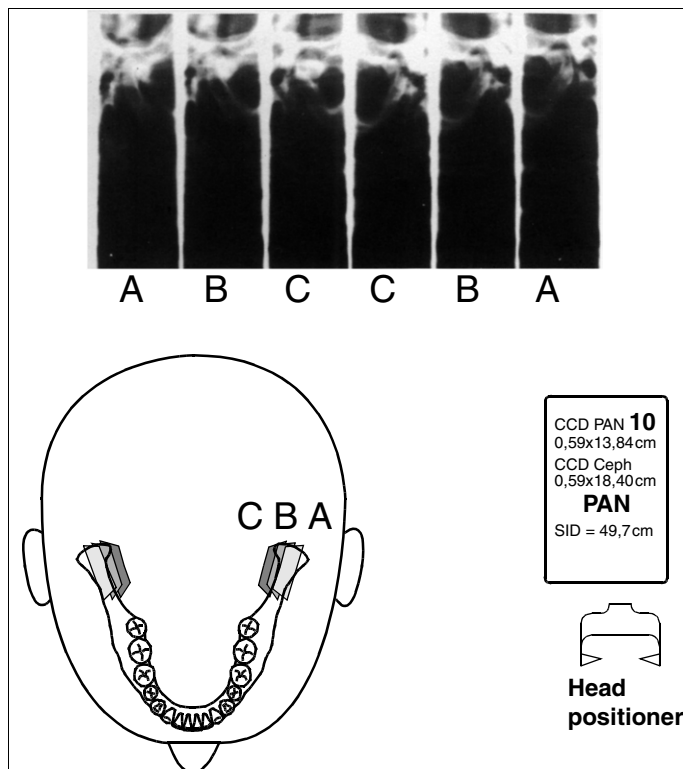 A B C C B A
C B A
CCD PAN 10
0,59x13,84cm
CCD Ceph
0,59x18,40cm
PAN
SID = 49,7cm
Head
positioner